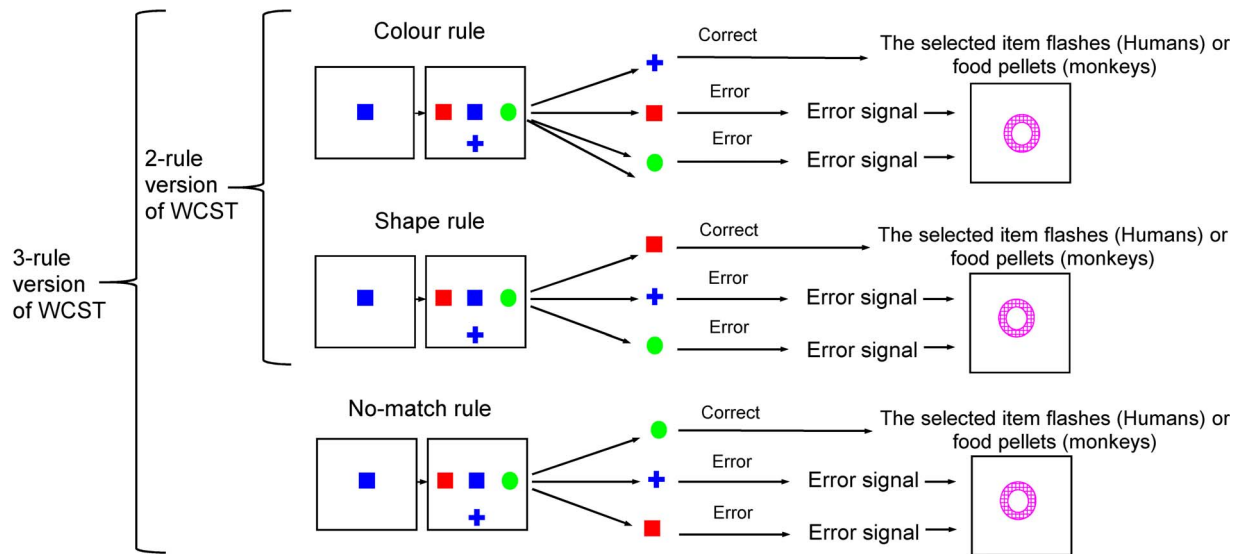 Colour rule
Correct
The selected item flashes (Humans) or
food pellets (monkeys)
Error
Error signal
Error
Error signal
2-rule
version
of WCST
Shape rule
Correct
The selected item flashes (Humans) or
food pellets (monkeys)
Error
Error signal
Error
Error signal
3-rule
version
of WCST
No-match rule
Correct
The selected item flashes (Humans) or
food pellets (monkeys)
Error
Error signal
Error
Error signal